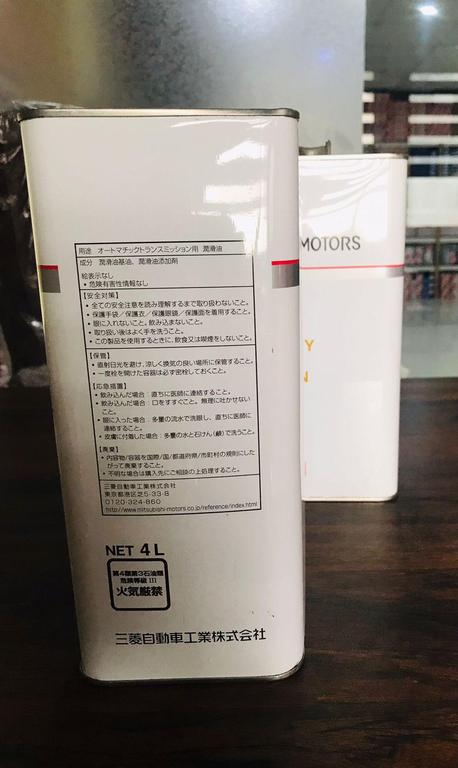 用途 オートマチックトランスミッション用 潤滑油
成分 潤滑油基油、潤滑油添加剤
絵表示なし
・危険有害性情報なし
【安全対策】
・全ての安全注意を読み理解するまで取り扱わないこと。
・保護手袋／保護衣／保護眼鏡／保護面を着用すること。
・眼に入れないこと。飲み込まないこと。
・取り扱い後はよく手を洗うこと。
・この製品を使用するときに、飲食又は喫煙をしないこと。
【保管】
・直射日光を避け、涼しく換気の良い場所に保管すること。
・一度栓を開けた容器は必ず密栓しておくこと。
【応急措置】
・飲み込んだ場合：直ちに医師に連絡すること。
・飲み込んだ場合：口をすすぐこと。無理に吐かせない
こと。
・眼に入った場合：多量の流水で洗眼し、直ちに医師に
連絡すること。
・皮膚に付着した場合：多量の水と石けん(鹸)で洗うこと。
【廃棄】
・内容物／容器を国際/国/都道府県/市町村の規則にした
がって廃棄すること。
・不明な場合は購入先にご相談の上処理すること。
三菱自動車工業株式会社
東京都港区芝5-33-8
0120-324-860
http://www.mitsubishi-motors.co.jp/reference/index.html
NET 4L
第4類第3石油類
危険等級 III
火気厳禁
三菱自動車工業株式会社
MOTORS
Y
N